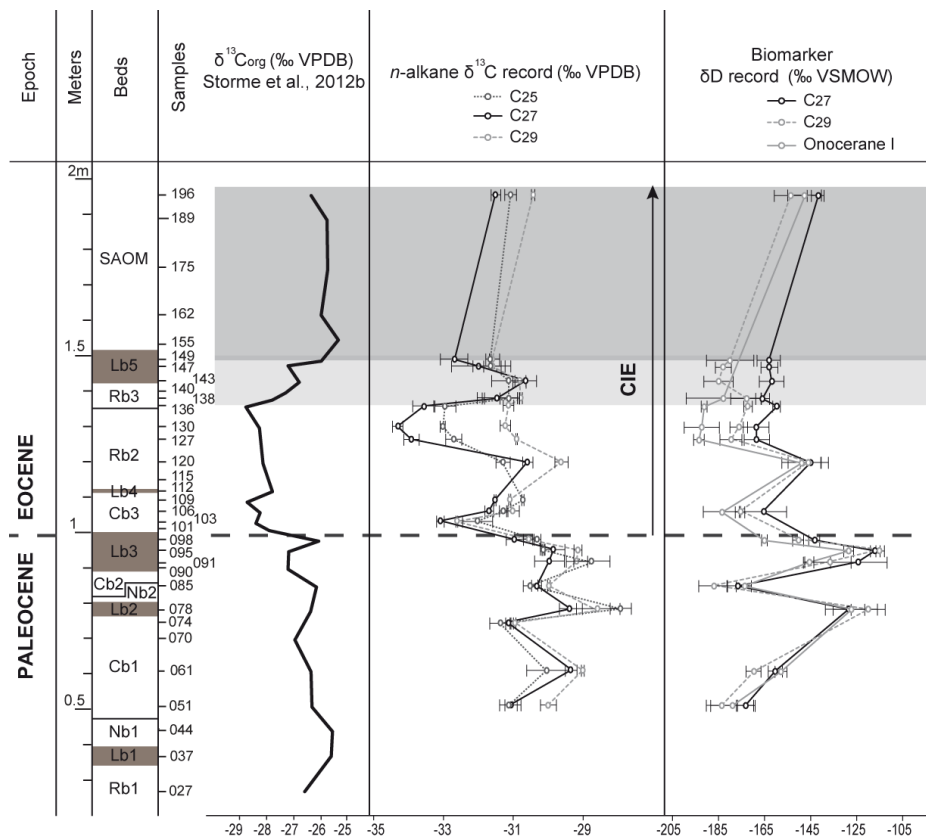 Epoch
Meters
Beds
Samples
δ¹³Corg (‰ VPDB)
Storme et al., 2012b
n-alkane δ¹³C record (‰ VPDB)
C25
C27
C29
Biomarker
δD record (‰ VSMOW)
C27
C29
Onocerane I
EOCENE
PALEOCENE
2m
1.5
1
0.5
SAOM
Lb5
Rb3
Rb2
Lb4
Cb3
Lb3
Cb2
Nb2
Lb2
Cb1
Nb1
Lb1
Rb1
196
189
175
162
155
149
147
143
140
138
136
130
127
120
115
112
109
106
103
101
098
095
091
090
085
078
074
070
061
051
044
037
027
CIE
-29 -28 -27 -26 -25
-35 -33 -31 -29 -27
-205 -185 -165 -145 -125 -105